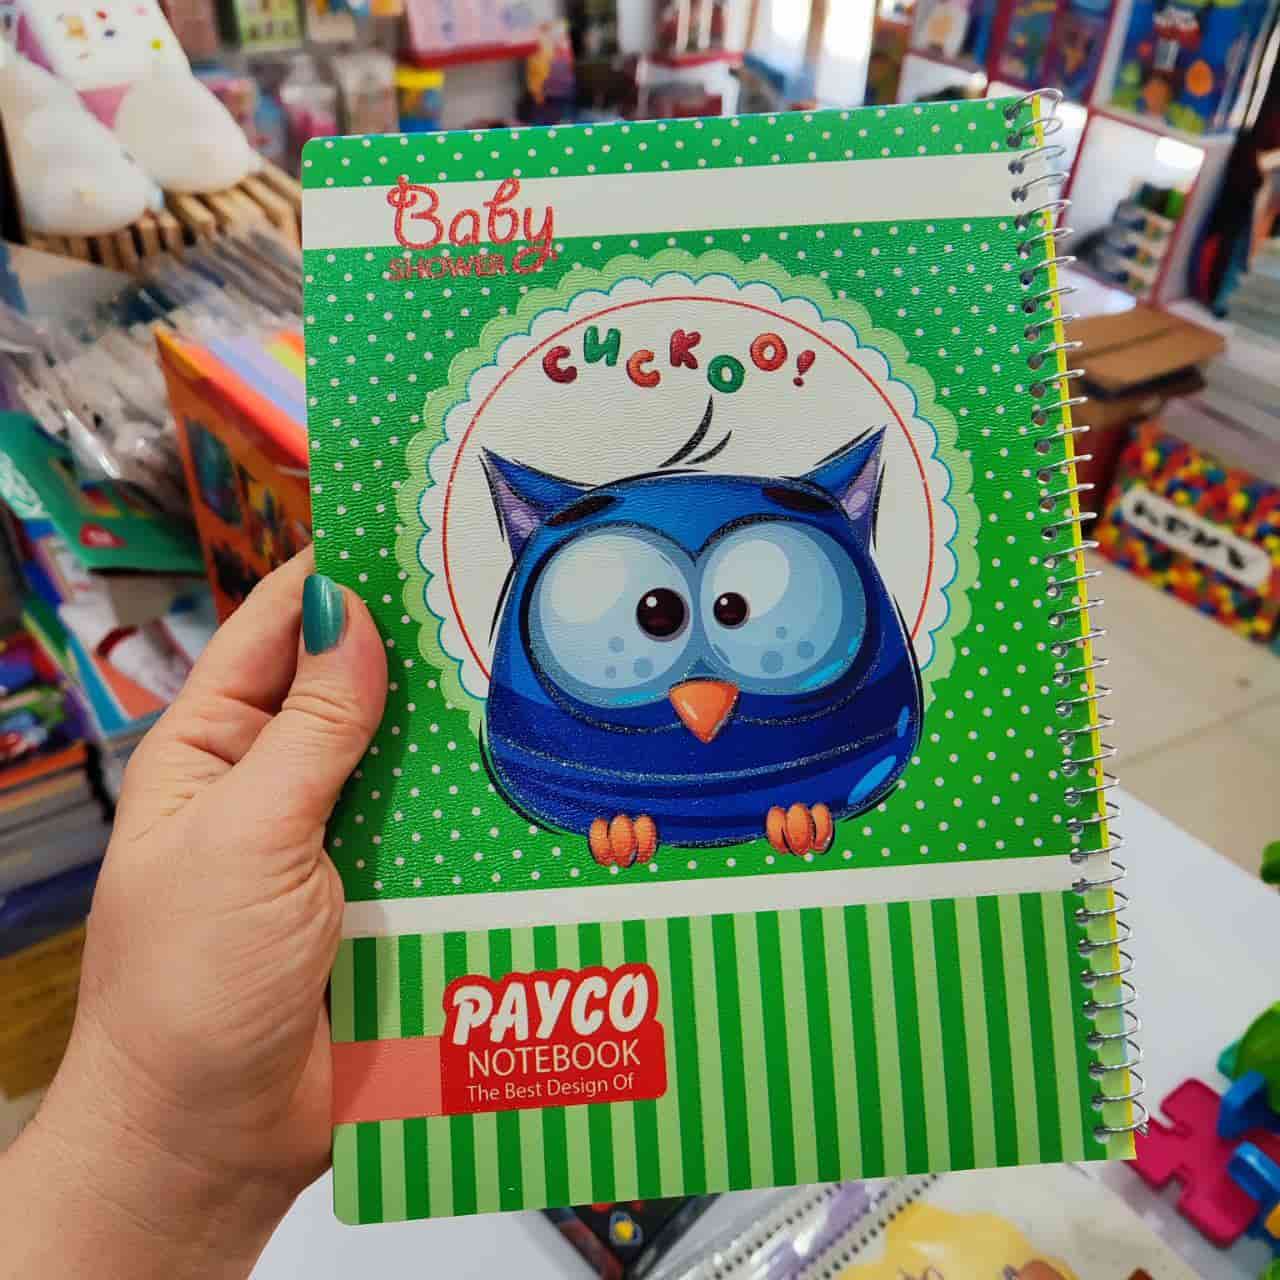 Baby
SHOWER
CUCKOO!
PAYCO
NOTEBOOK
The Best Design Of